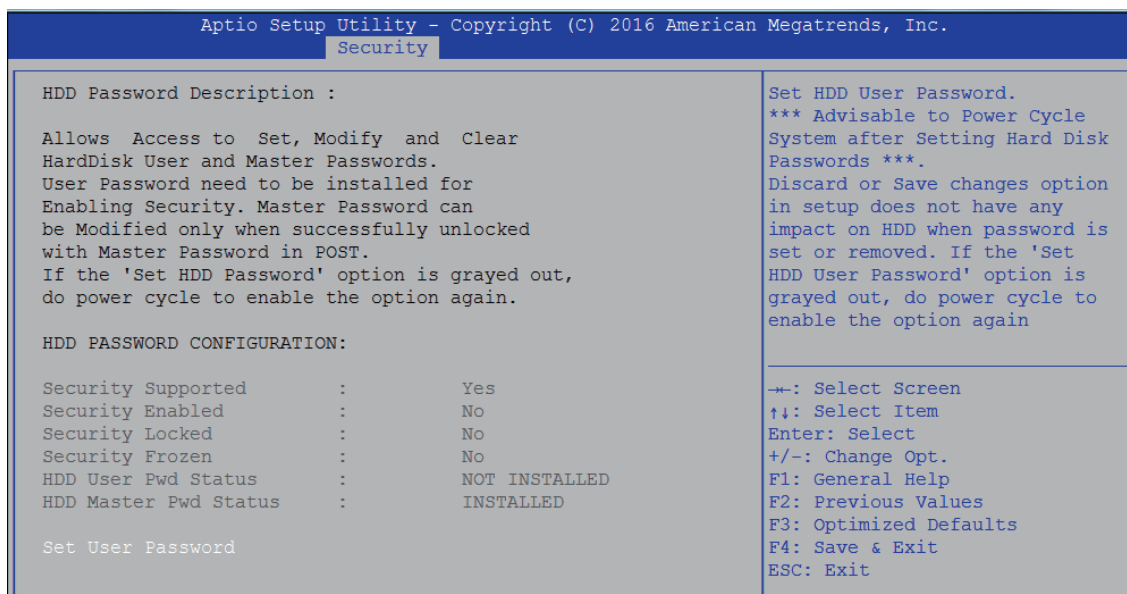 Aptio Setup Utility - Copyright (C) 2016 American Megatrends, Inc.
Security
HDD Password Description :
Allows Access to Set, Modify and Clear
HardDisk User and Master Passwords.
User Password need to be installed for
Enabling Security. Master Password can
be Modified only when successfully unlocked
with Master Password in POST.
If the 'Set HDD Password' option is grayed out,
do power cycle to enable the option again.
HDD PASSWORD CONFIGURATION:
Security Supported : Yes
Security Enabled : No
Security Locked : No
Security Frozen : No
HDD User Pwd Status : NOT INSTALLED
HDD Master Pwd Status : INSTALLED
Set User Password
Set HDD User Password.
*** Advisable to Power Cycle
System after Setting Hard Disk
Passwords ***.
Discard or Save changes option
in setup does not have any
impact on HDD when password is
set or removed. If the 'Set
HDD User Password' option is
grayed out, do power cycle to
enable the option again
→←: Select Screen
↑↓: Select Item
Enter: Select
+/-: Change Opt.
F1: General Help
F2: Previous Values
F3: Optimized Defaults
F4: Save & Exit
ESC: Exit